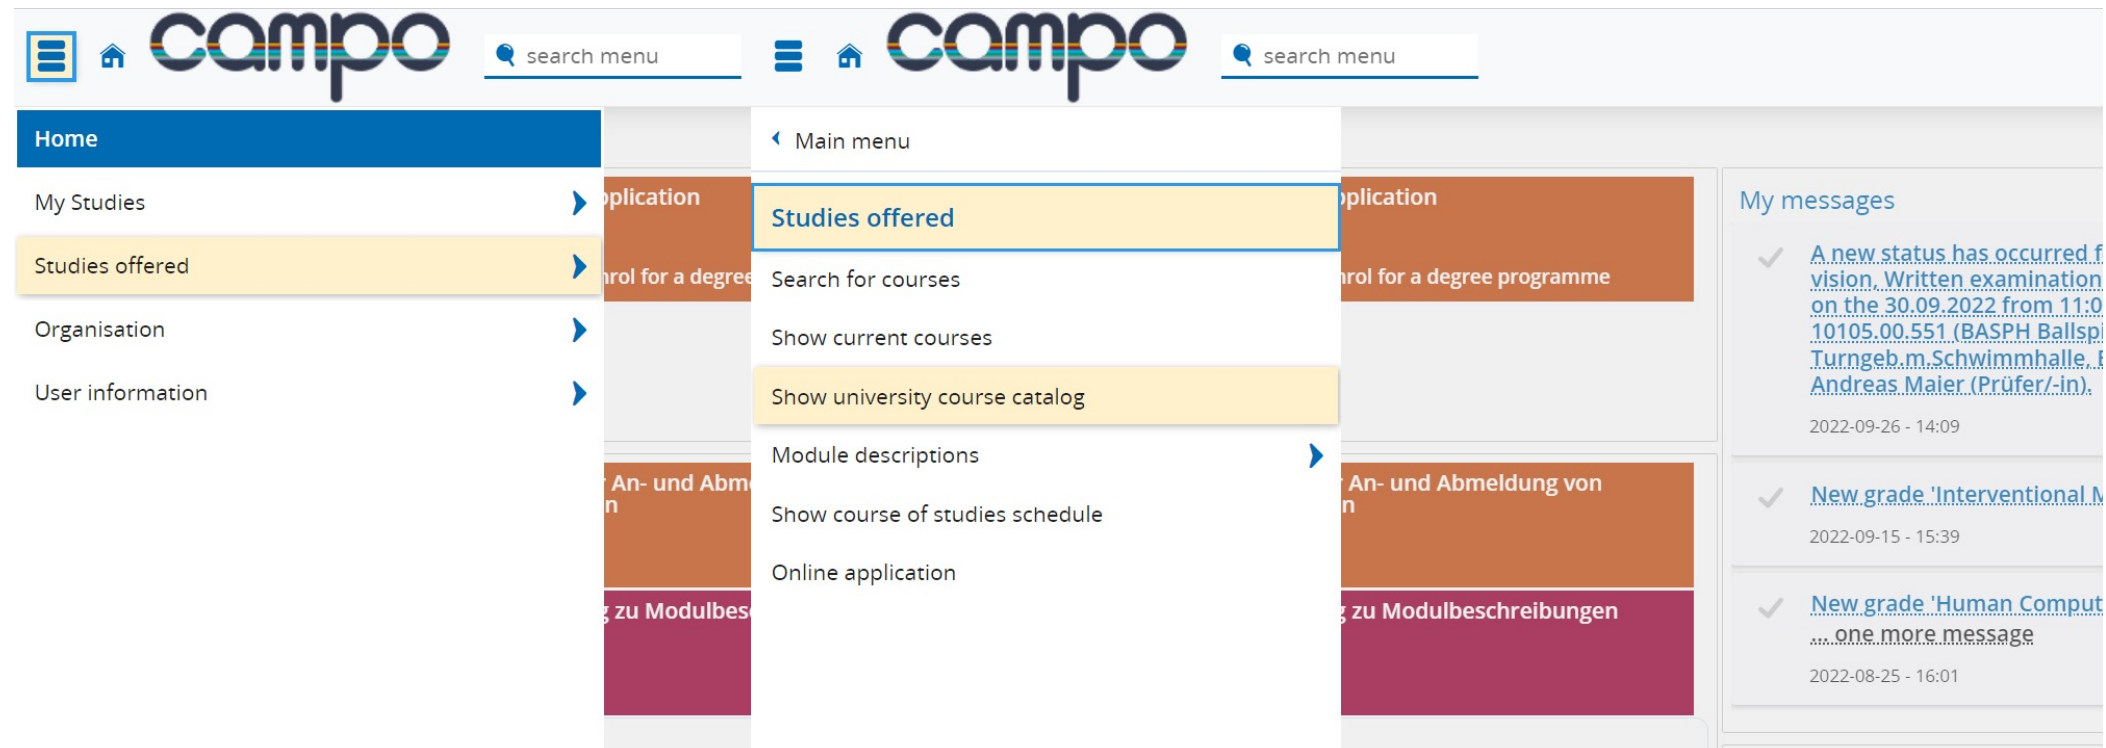 campo
search menu
Home
My Studies
Studies offered
Organisation
User information
plication
rol for a degree
An- und Abm
n
zu Modulbes
campo
search menu
Main menu
Studies offered
Search for courses
Show current courses
Show university course catalog
Module descriptions
Show course of studies schedule
Online application
plication
rol for a degree programme
An- und Abmeldung von
n
zu Modulbeschreibungen
My messages
A new status has occurred f
vision, Written examination
on the 30.09.2022 from 11:0
10105.00.551 (BASPH Ballspi
Turngeb.m.Schwimmhalle, E
Andreas Maier (Prüfer/-in).
2022-09-26 - 14:09
New grade 'Interventional M
2022-09-15 - 15:39
New grade 'Human Comput
... one more message
2022-08-25 - 16:01